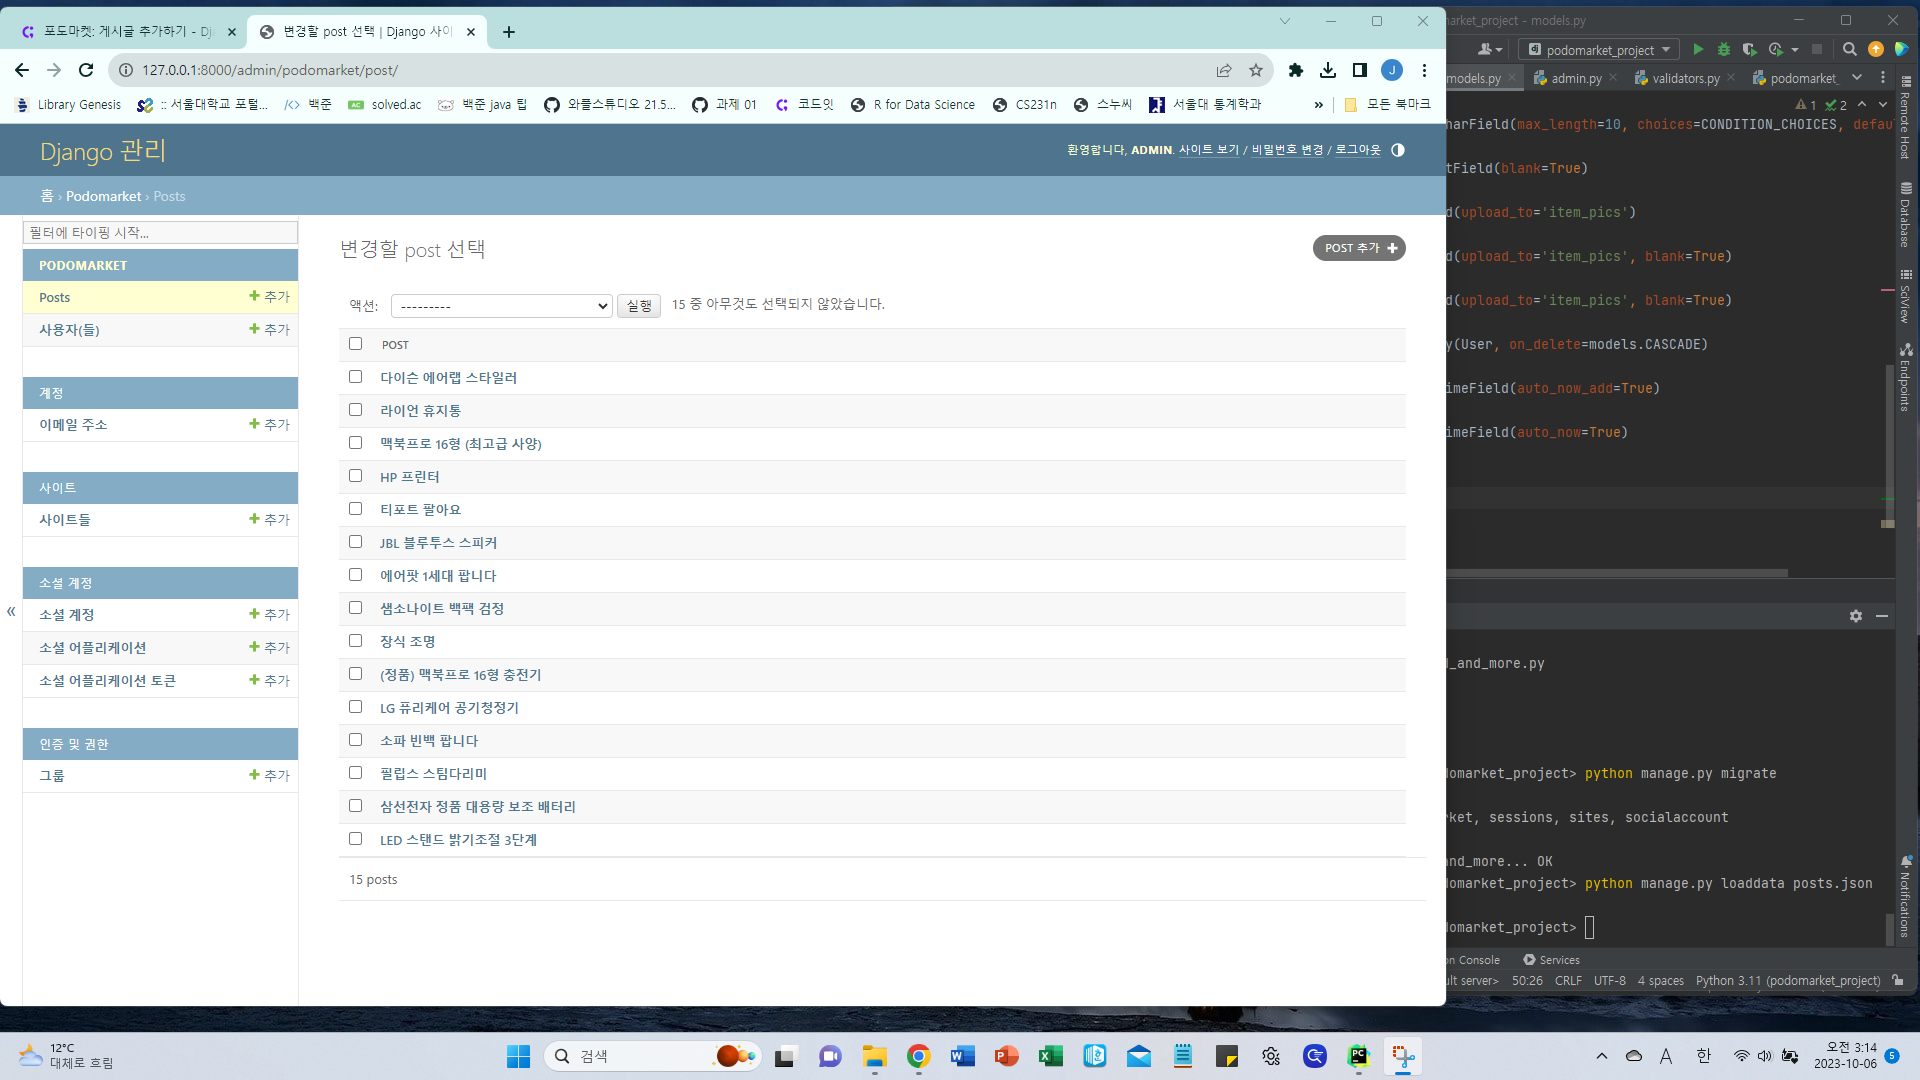 포도마켓: 게시글 추가하기 - Dj
변경할 post 선택 | Django 사이
127.0.0.1:8000/admin/podomarket/post/
Library Genesis
:: 서울대학교 포털...
백준
solved.ac
백준 java 팁
와플스튜디오 21.5...
과제 01
코드잇
R for Data Science
CS231n
스누씨
서울대 통계학과
»
모든 북마크
Django 관리
환영합니다, ADMIN. 사이트 보기 / 비밀번호 변경 / 로그아웃
홈 › Podomarket › Posts
필터에 타이핑 시작...
PODOMARKET
Posts
추가
사용자(들)
추가
계정
이메일 주소
추가
사이트
사이트들
추가
소셜 계정
소셜 계정
추가
소셜 어플리케이션
추가
소셜 어플리케이션 토큰
추가
인증 및 권한
그룹
추가
«
변경할 post 선택
POST 추가
액션:
---------
실행
15 중 아무것도 선택되지 않았습니다.
POST
다이슨 에어랩 스타일러
라이언 휴지통
맥북프로 16형 (최고급 사양)
HP 프린터
티포트 팔아요
JBL 블루투스 스피커
에어팟 1세대 팝니다
샘소나이트 백팩 검정
장식 조명
(정품) 맥북프로 16형 충전기
LG 퓨리케어 공기청정기
소파 빈백 팝니다
필립스 스팀다리미
삼선전자 정품 대용량 보조 배터리
LED 스탠드 밝기조절 3단계
15 posts
market_project - models.py
podomarket_project
models.py
admin.py
validators.py
podomarket_
1
2
harField(max_length=10, choices=CONDITION_CHOICES, defau
tField(blank=True)
d(upload_to='item_pics')
d(upload_to='item_pics', blank=True)
d(upload_to='item_pics', blank=True)
y(User, on_delete=models.CASCADE)
imeField(auto_now_add=True)
imeField(auto_now=True)
Remote Host
Database
SciView
Endpoints
Notifications
d_and_more.py
domarket_project> python manage.py migrate
ket, sessions, sites, socialaccount
and_more... OK
domarket_project> python manage.py loaddata posts.json
domarket_project>
on Console
Services
ult server>
50:26
CRLF
UTF-8
4 spaces
Python 3.11 (podomarket_project)
12°C
대체로 흐림
검색
A
한
오전 3:14
2023-10-06
5